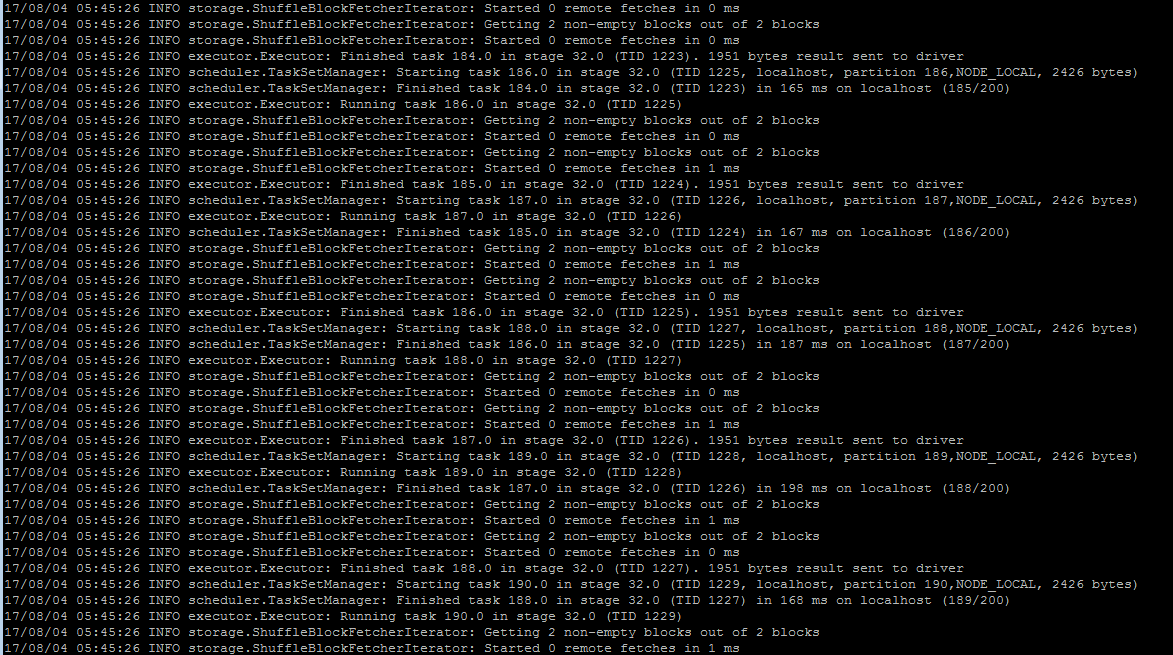 17/08/04 05:45:26 INFO storage.ShuffleBlockFetcherIterator: Started 0 remote fetches in 0 ms
17/08/04 05:45:26 INFO storage.ShuffleBlockFetcherIterator: Getting 2 non-empty blocks out of 2 blocks
17/08/04 05:45:26 INFO storage.ShuffleBlockFetcherIterator: Started 0 remote fetches in 0 ms
17/08/04 05:45:26 INFO executor.Executor: Finished task 184.0 in stage 32.0 (TID 1223). 1951 bytes result sent to driver
17/08/04 05:45:26 INFO scheduler.TaskSetManager: Starting task 186.0 in stage 32.0 (TID 1225, localhost, partition 186,NODE_LOCAL, 2426 bytes)
17/08/04 05:45:26 INFO scheduler.TaskSetManager: Finished task 184.0 in stage 32.0 (TID 1223) in 165 ms on localhost (185/200)
17/08/04 05:45:26 INFO executor.Executor: Running task 186.0 in stage 32.0 (TID 1225)
17/08/04 05:45:26 INFO storage.ShuffleBlockFetcherIterator: Getting 2 non-empty blocks out of 2 blocks
17/08/04 05:45:26 INFO storage.ShuffleBlockFetcherIterator: Started 0 remote fetches in 0 ms
17/08/04 05:45:26 INFO storage.ShuffleBlockFetcherIterator: Getting 2 non-empty blocks out of 2 blocks
17/08/04 05:45:26 INFO storage.ShuffleBlockFetcherIterator: Started 0 remote fetches in 1 ms
17/08/04 05:45:26 INFO executor.Executor: Finished task 185.0 in stage 32.0 (TID 1224). 1951 bytes result sent to driver
17/08/04 05:45:26 INFO scheduler.TaskSetManager: Starting task 187.0 in stage 32.0 (TID 1226, localhost, partition 187,NODE_LOCAL, 2426 bytes)
17/08/04 05:45:26 INFO executor.Executor: Running task 187.0 in stage 32.0 (TID 1226)
17/08/04 05:45:26 INFO scheduler.TaskSetManager: Finished task 185.0 in stage 32.0 (TID 1224) in 167 ms on localhost (186/200)
17/08/04 05:45:26 INFO storage.ShuffleBlockFetcherIterator: Getting 2 non-empty blocks out of 2 blocks
17/08/04 05:45:26 INFO storage.ShuffleBlockFetcherIterator: Started 0 remote fetches in 1 ms
17/08/04 05:45:26 INFO storage.ShuffleBlockFetcherIterator: Getting 2 non-empty blocks out of 2 blocks
17/08/04 05:45:26 INFO storage.ShuffleBlockFetcherIterator: Started 0 remote fetches in 0 ms
17/08/04 05:45:26 INFO executor.Executor: Finished task 186.0 in stage 32.0 (TID 1225). 1951 bytes result sent to driver
17/08/04 05:45:26 INFO scheduler.TaskSetManager: Starting task 188.0 in stage 32.0 (TID 1227, localhost, partition 188,NODE_LOCAL, 2426 bytes)
17/08/04 05:45:26 INFO scheduler.TaskSetManager: Finished task 186.0 in stage 32.0 (TID 1225) in 187 ms on localhost (187/200)
17/08/04 05:45:26 INFO executor.Executor: Running task 188.0 in stage 32.0 (TID 1227)
17/08/04 05:45:26 INFO storage.ShuffleBlockFetcherIterator: Getting 2 non-empty blocks out of 2 blocks
17/08/04 05:45:26 INFO storage.ShuffleBlockFetcherIterator: Started 0 remote fetches in 0 ms
17/08/04 05:45:26 INFO storage.ShuffleBlockFetcherIterator: Getting 2 non-empty blocks out of 2 blocks
17/08/04 05:45:26 INFO storage.ShuffleBlockFetcherIterator: Started 0 remote fetches in 1 ms
17/08/04 05:45:26 INFO executor.Executor: Finished task 187.0 in stage 32.0 (TID 1226). 1951 bytes result sent to driver
17/08/04 05:45:26 INFO scheduler.TaskSetManager: Starting task 189.0 in stage 32.0 (TID 1228, localhost, partition 189,NODE_LOCAL, 2426 bytes)
17/08/04 05:45:26 INFO executor.Executor: Running task 189.0 in stage 32.0 (TID 1228)
17/08/04 05:45:26 INFO scheduler.TaskSetManager: Finished task 187.0 in stage 32.0 (TID 1226) in 198 ms on localhost (188/200)
17/08/04 05:45:26 INFO storage.ShuffleBlockFetcherIterator: Getting 2 non-empty blocks out of 2 blocks
17/08/04 05:45:26 INFO storage.ShuffleBlockFetcherIterator: Started 0 remote fetches in 1 ms
17/08/04 05:45:26 INFO storage.ShuffleBlockFetcherIterator: Getting 2 non-empty blocks out of 2 blocks
17/08/04 05:45:26 INFO storage.ShuffleBlockFetcherIterator: Started 0 remote fetches in 0 ms
17/08/04 05:45:26 INFO executor.Executor: Finished task 188.0 in stage 32.0 (TID 1227). 1951 bytes result sent to driver
17/08/04 05:45:26 INFO scheduler.TaskSetManager: Starting task 190.0 in stage 32.0 (TID 1229, localhost, partition 190,NODE_LOCAL, 2426 bytes)
17/08/04 05:45:26 INFO scheduler.TaskSetManager: Finished task 188.0 in stage 32.0 (TID 1227) in 168 ms on localhost (189/200)
17/08/04 05:45:26 INFO executor.Executor: Running task 190.0 in stage 32.0 (TID 1229)
17/08/04 05:45:26 INFO storage.ShuffleBlockFetcherIterator: Getting 2 non-empty blocks out of 2 blocks
17/08/04 05:45:26 INFO storage.ShuffleBlockFetcherIterator: Started 0 remote fetches in 1 ms